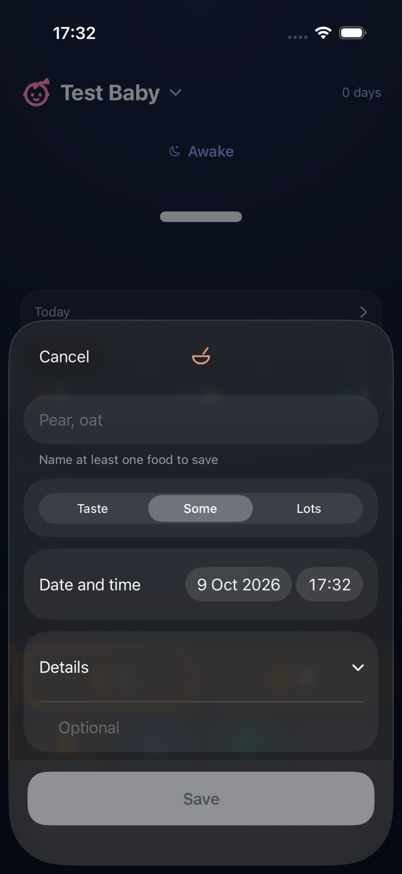 17:32
Test Baby
0 days
Awake
Today
Cancel
Pear, oat
Name at least one food to save
Taste Some Lots
Date and time 9 Oct 2026 17:32
Details
Optional
Save